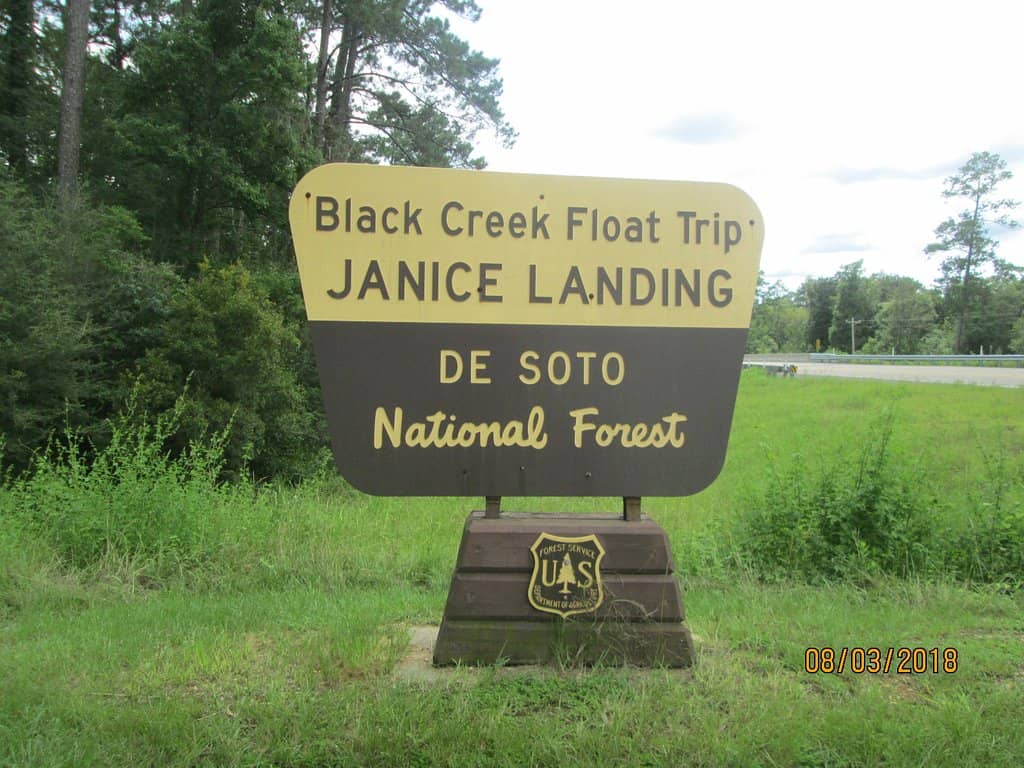 Black Creek Float Trip
JANICE LANDING
DE SOTO
National Forest
FOREST SERVICE
U S
DEPARTMENT OF AGRICULTURE
08/03/2018